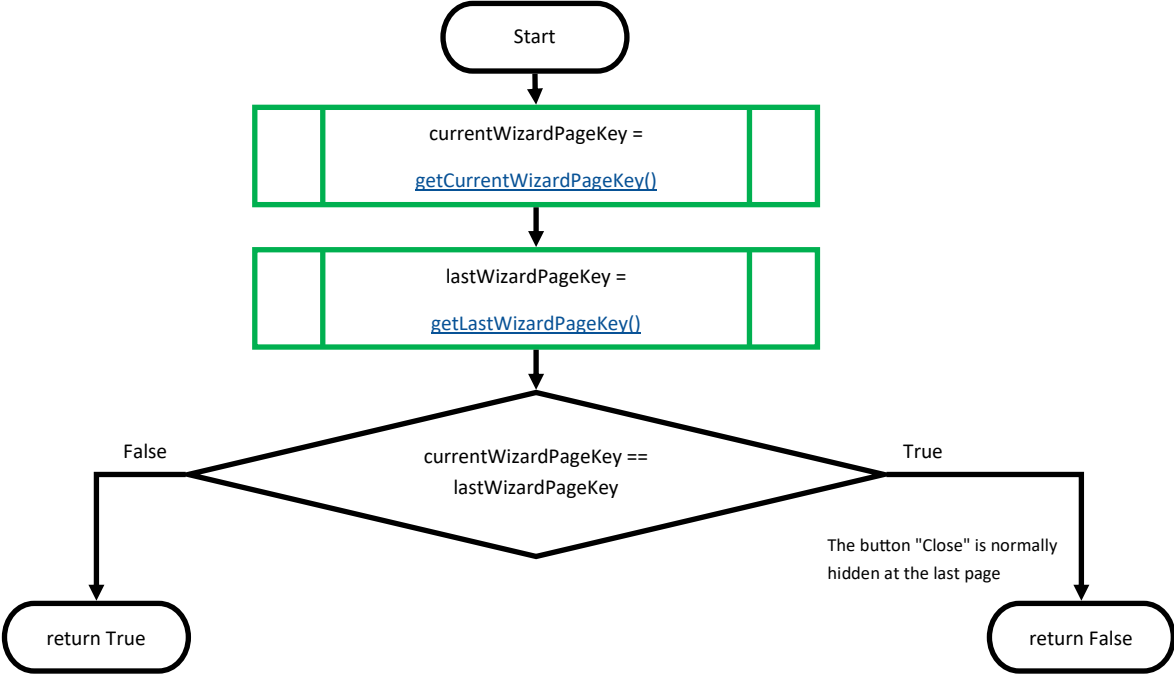 Start
currentWizardPageKey =
getCurrentWizardPageKey()
lastWizardPageKey =
getLastWizardPageKey()
False
True
currentWizardPageKey ==
lastWizardPageKey
The button "Close" is normally
hidden at the last page
return True
return False